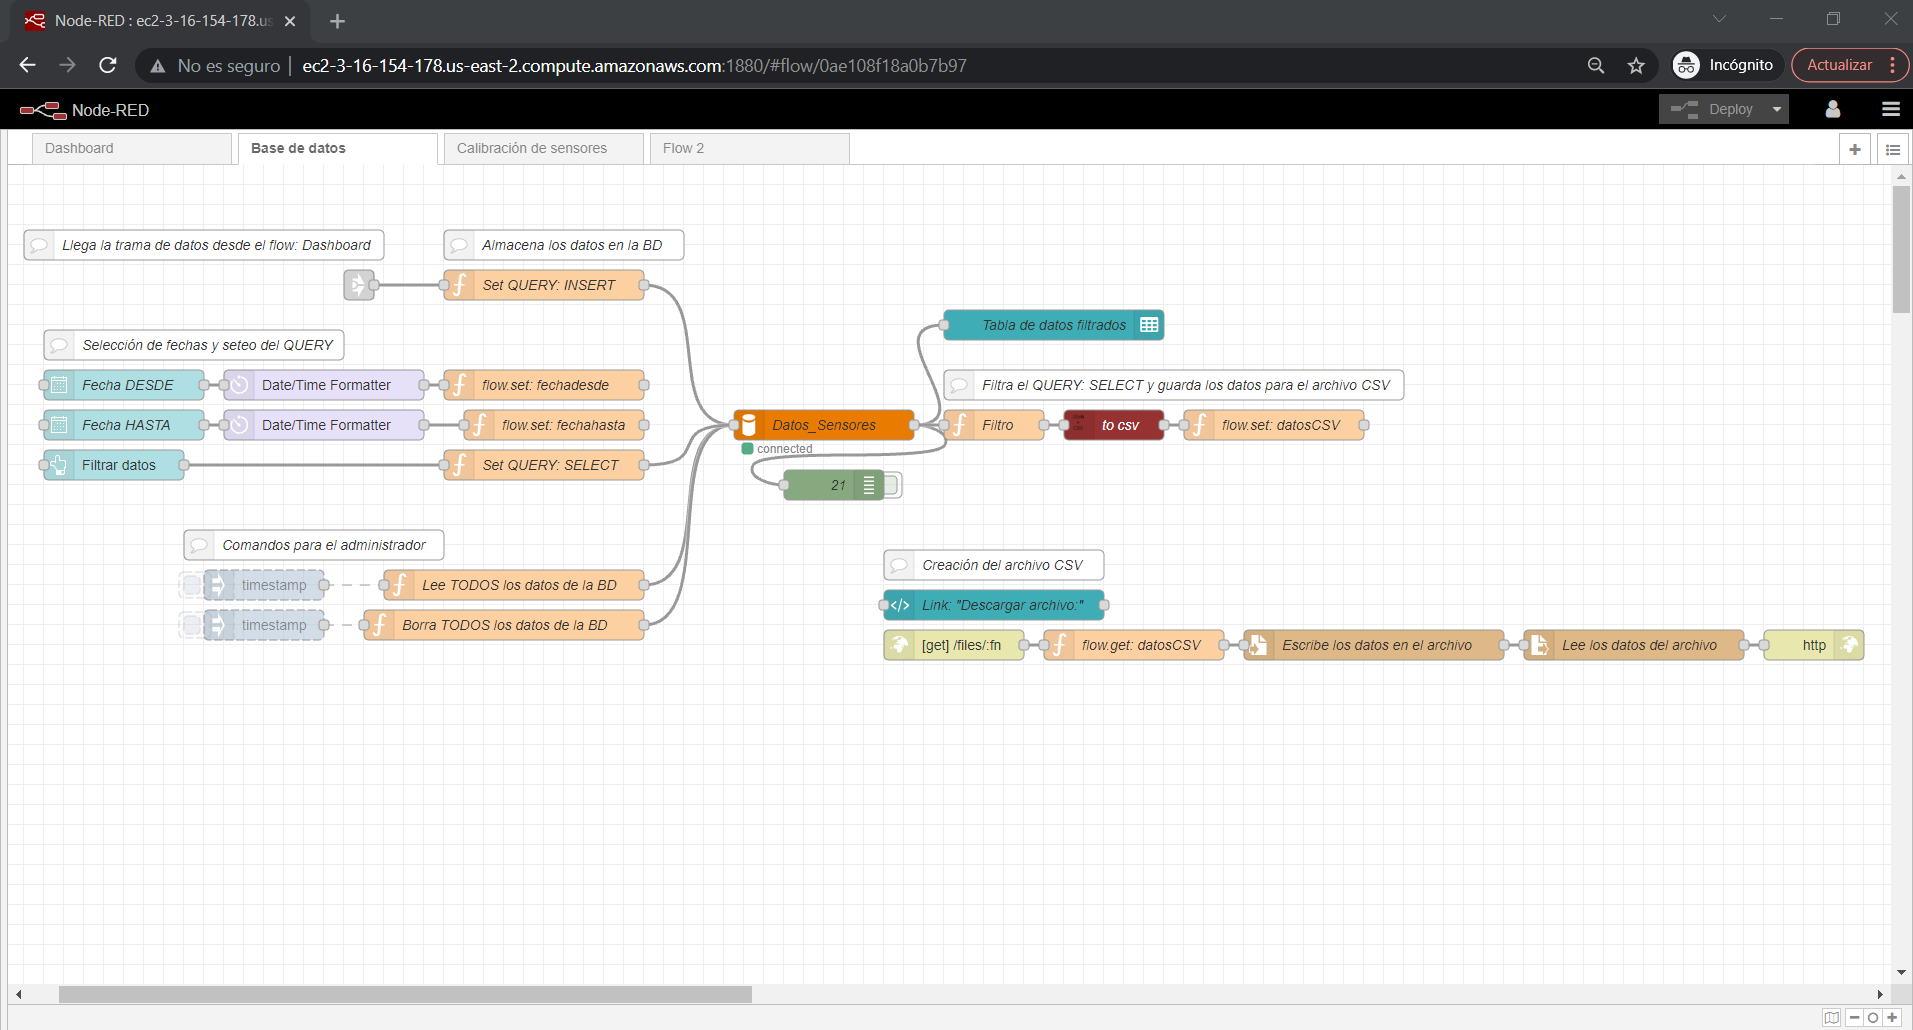 Node-RED : ec2-3-16-154-178.us
No es seguro
ec2-3-16-154-178.us-east-2.compute.amazonaws.com:1880/#flow/0ae108f18a0b7b97
Incógnito
Actualizar
Node-RED
Deploy
Dashboard
Base de datos
Calibración de sensores
Flow 2
Llega la trama de datos desde el flow: Dashboard
Almacena los datos en la BD
Set QUERY: INSERT
Tabla de datos filtrados
Selección de fechas y seteo del QUERY
Fecha DESDE
Date/Time Formatter
flow.set: fechadesde
Filtra el QUERY: SELECT y guarda los datos para el archivo CSV
Fecha HASTA
Date/Time Formatter
flow.set: fechahasta
Datos_Sensores
Filtro
to csv
flow.set: datosCSV
connected
Filtrar datos
Set QUERY: SELECT
21
Comandos para el administrador
Creación del archivo CSV
timestamp
Lee TODOS los datos de la BD
Link: "Descargar archivo:"
timestamp
Borra TODOS los datos de la BD
[get] /files/:fn
flow.get: datosCSV
Escribe los datos en el archivo
Lee los datos del archivo
http